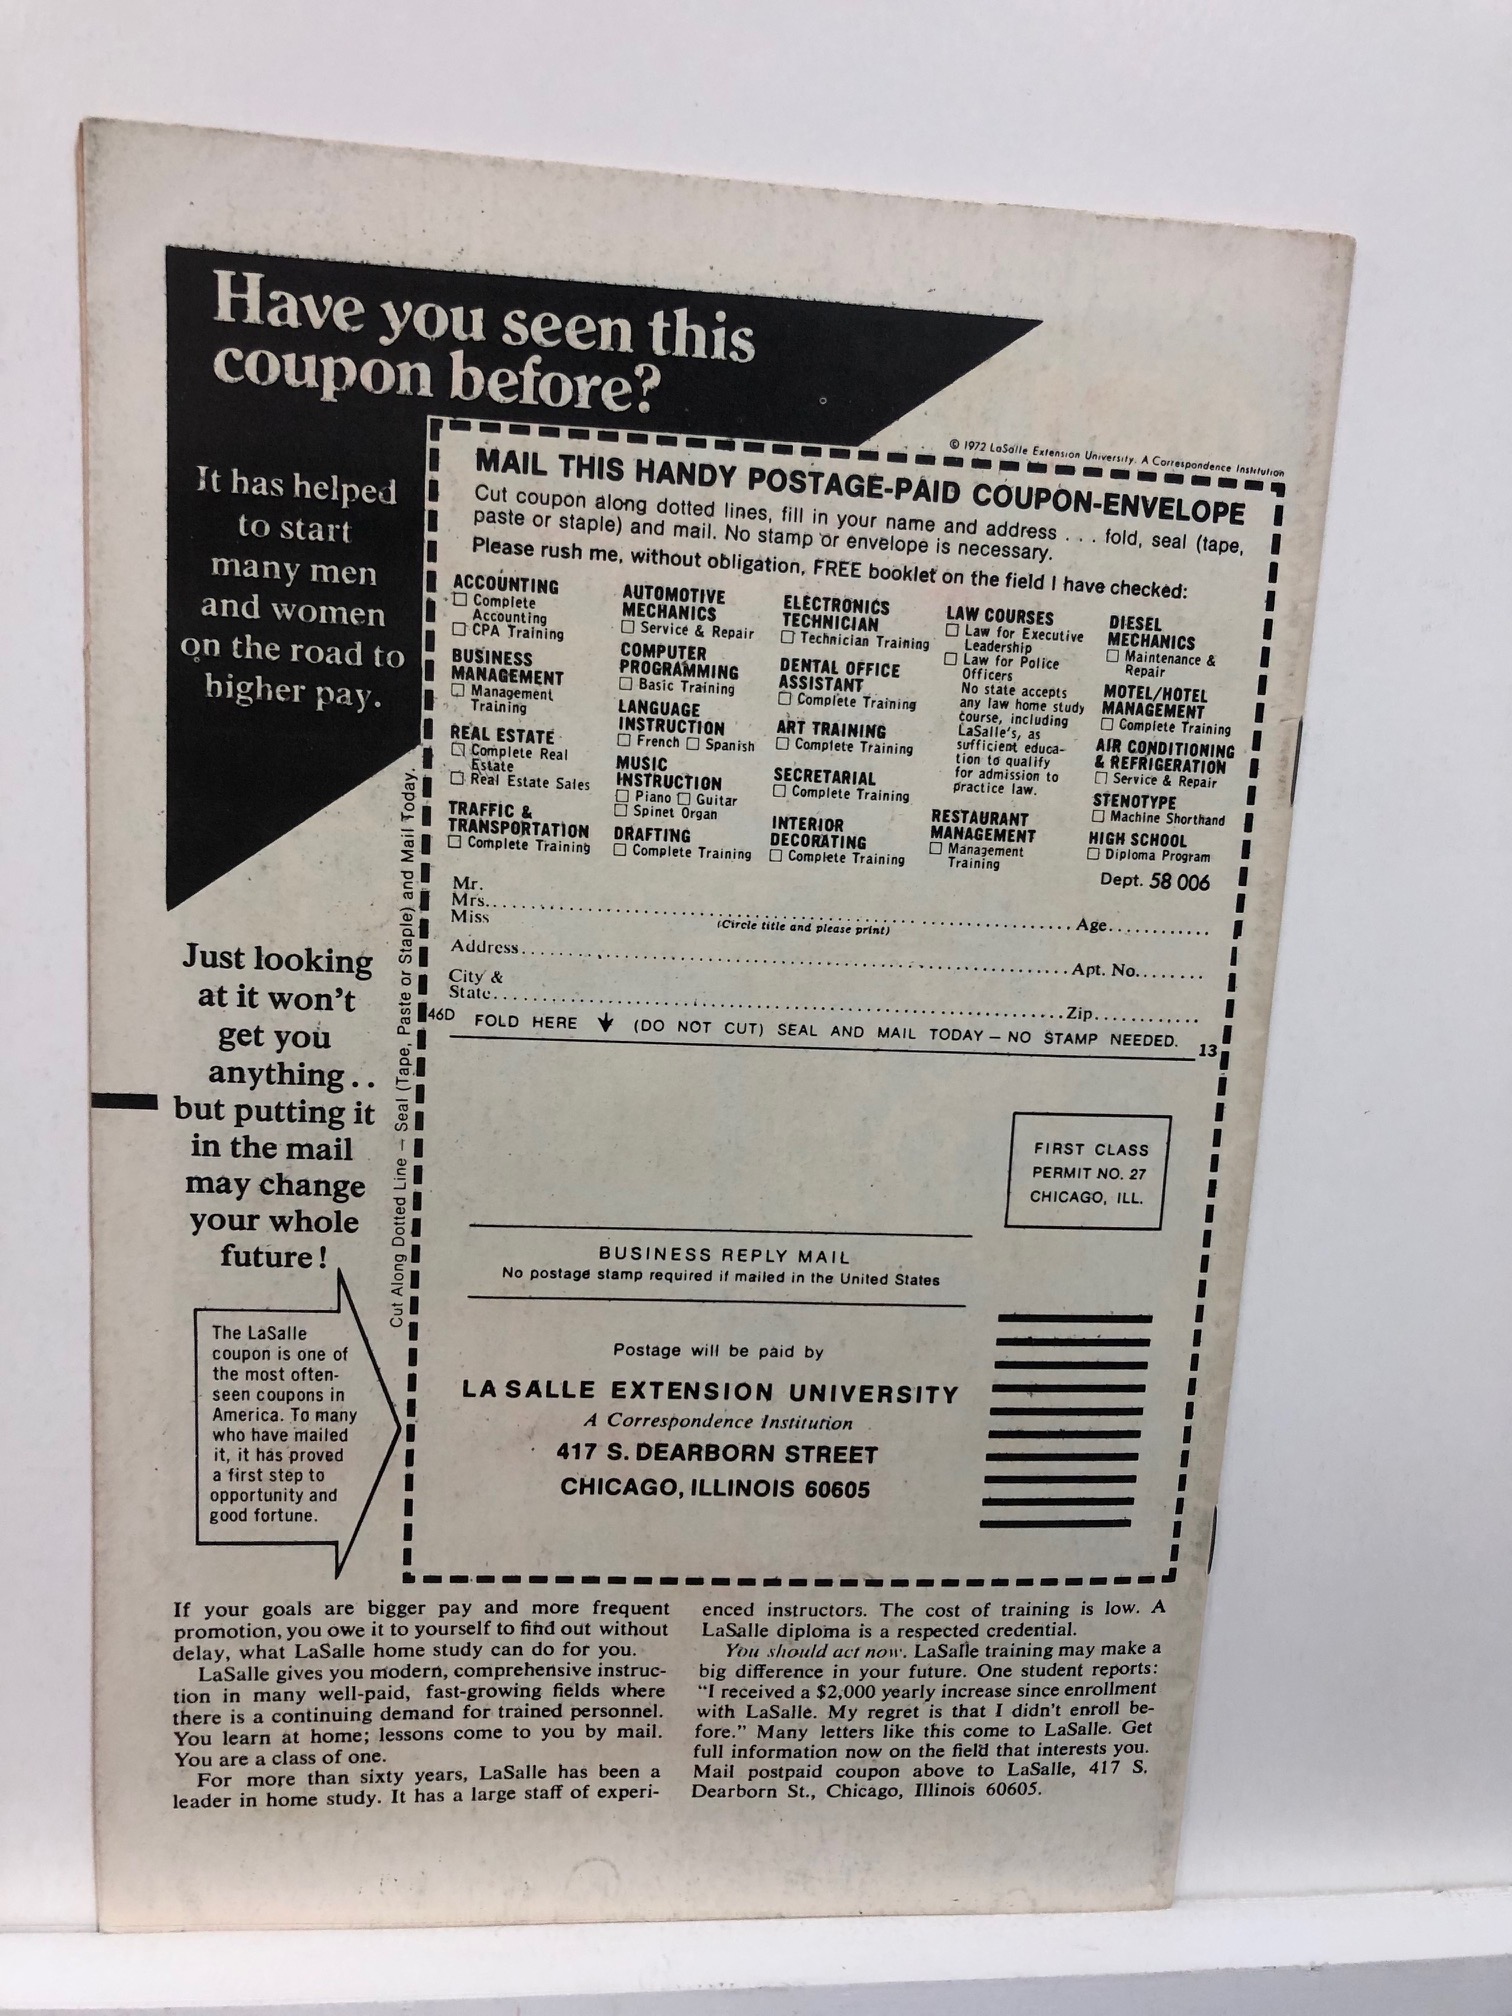 Have you seen this
coupon before?
It has helped
to start
many men
and women
on the road to
higher pay.
Just looking
at it won't
get you
anything..
but putting it
in the mail
may change
your whole
future!
The LaSalle
coupon is one of
the most often-
seen coupons in
America. To many
who have mailed
it, it has proved
a first step to
opportunity and
good fortune.
Cut Along Dotted Line – Seal (Tape, Paste or Staple) and Mail Today.
© 1972 LaSalle Extension University. A Correspondence Institution
MAIL THIS HANDY POSTAGE-PAID COUPON-ENVELOPE
Cut coupon along dotted lines, fill in your name and address . . . fold, seal (tape,
paste or staple) and mail. No stamp or envelope is necessary.
Please rush me, without obligation, FREE booklet on the field I have checked:
ACCOUNTING
☐ Complete
Accounting
☐ CPA Training
BUSINESS
MANAGEMENT
☐ Management
Training
REAL ESTATE
☐ Complete Real
Estate
☐ Real Estate Sales
TRAFFIC &
TRANSPORTATION
☐ Complete Training
AUTOMOTIVE
MECHANICS
☐ Service & Repair
COMPUTER
PROGRAMMING
☐ Basic Training
LANGUAGE
INSTRUCTION
☐ French ☐ Spanish
MUSIC
INSTRUCTION
☐ Piano ☐ Guitar
☐ Spinet Organ
DRAFTING
☐ Complete Training
ELECTRONICS
TECHNICIAN
☐ Technician Training
DENTAL OFFICE
ASSISTANT
☐ Complete Training
ART TRAINING
☐ Complete Training
SECRETARIAL
☐ Complete Training
INTERIOR
DECORATING
☐ Complete Training
LAW COURSES
☐ Law for Executive
Leadership
☐ Law for Police
Officers
No state accepts
any law home study
course, including
LaSalle's, as
sufficient educa-
tion to qualify
for admission to
practice law.
RESTAURANT
MANAGEMENT
☐ Management
Training
DIESEL
MECHANICS
☐ Maintenance &
Repair
MOTEL/HOTEL
MANAGEMENT
☐ Complete Training
AIR CONDITIONING
& REFRIGERATION
☐ Service & Repair
STENOTYPE
☐ Machine Shorthand
HIGH SCHOOL
☐ Diploma Program
Dept. 58 006
Mr.
Mrs. Age
Miss (Circle title and please print)
Address Apt. No.
City &
State Zip
46D FOLD HERE ↓ (DO NOT CUT) SEAL AND MAIL TODAY – NO STAMP NEEDED. 13
FIRST CLASS
PERMIT NO. 27
CHICAGO, ILL.
BUSINESS REPLY MAIL
No postage stamp required if mailed in the United States
Postage will be paid by
LA SALLE EXTENSION UNIVERSITY
A Correspondence Institution
417 S. DEARBORN STREET
CHICAGO, ILLINOIS 60605
If your goals are bigger pay and more frequent
promotion, you owe it to yourself to find out without
delay, what LaSalle home study can do for you.
LaSalle gives you modern, comprehensive instruc-
tion in many well-paid, fast-growing fields where
there is a continuing demand for trained personnel.
You learn at home; lessons come to you by mail.
You are a class of one.
For more than sixty years, LaSalle has been a
leader in home study. It has a large staff of experi-
enced instructors. The cost of training is low. A
LaSalle diploma is a respected credential.
You should act now. LaSalle training may make a
big difference in your future. One student reports:
"I received a $2,000 yearly increase since enrollment
with LaSalle. My regret is that I didn't enroll be-
fore." Many letters like this come to LaSalle. Get
full information now on the field that interests you.
Mail postpaid coupon above to LaSalle, 417 S.
Dearborn St., Chicago, Illinois 60605.